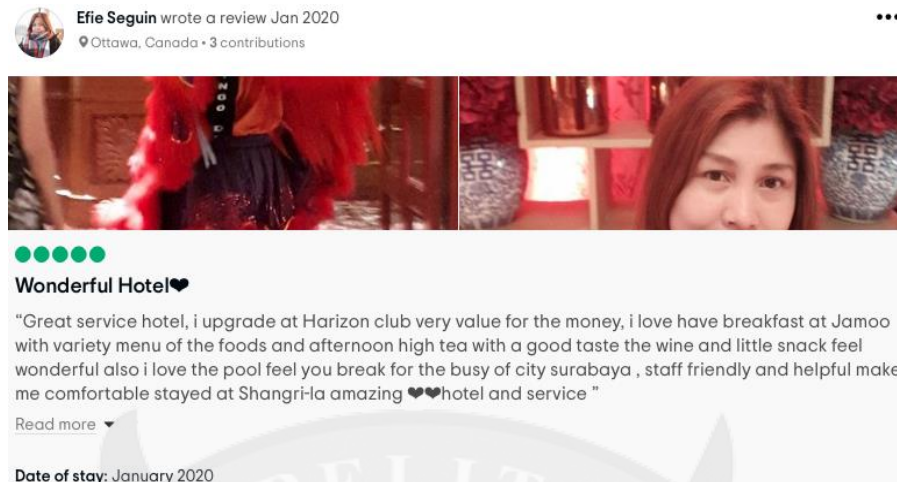 Efie Seguin wrote a review Jan 2020
Ottawa, Canada • 3 contributions
NGO D
Wonderful Hotel❤
“Great service hotel, i upgrade at Harizon club very value for the money, i love have breakfast at Jamoo
with variety menu of the foods and afternoon high tea with a good taste the wine and little snack feel
wonderful also i love the pool feel you break for the busy of city surabaya , staff friendly and helpful make
me comfortable stayed at Shangri-la amazing ❤❤hotel and service ”
Read more
Date of stay: January 2020